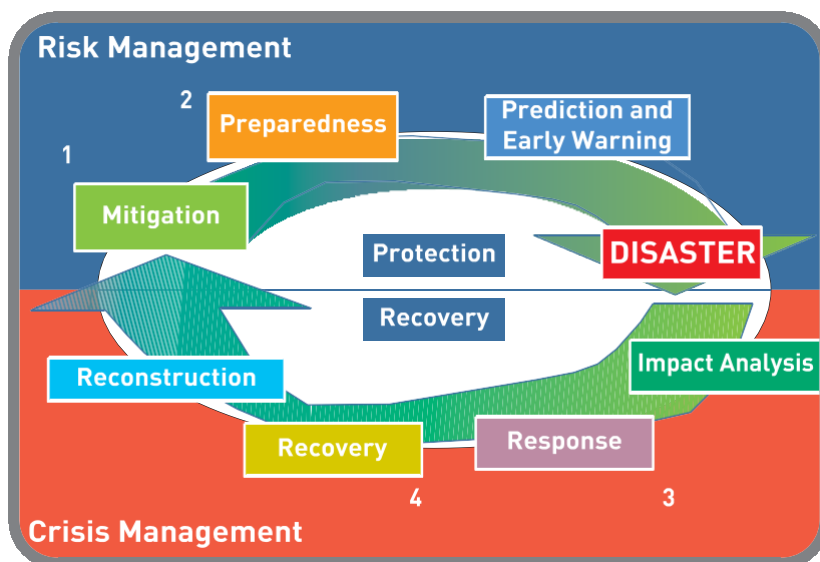 Risk Management
2
Preparedness
Prediction and
Early Warning
1
Mitigation
Protection
DISASTER
Recovery
Impact Analysis
Reconstruction
Recovery
Response
4
3
Crisis Management